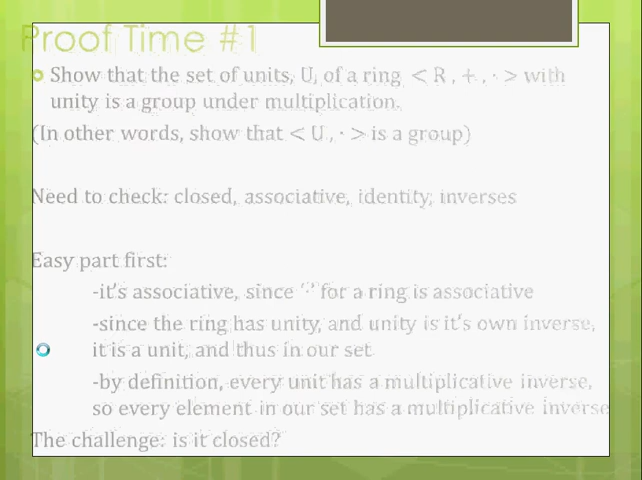 Proof Time #1
Show that the set of units, U, of a ring < R , + , · > with
unity is a group under multiplication.
(In other words, show that < U , · > is a group)
Need to check: closed, associative, identity, inverses
Easy part first:
-it's associative, since '·' for a ring is associative
-since the ring has unity, and unity is it's own inverse,
it is a unit, and thus in our set
-by definition, every unit has a multiplicative inverse,
so every element in our set has a multiplicative inverse
The challenge: is it closed?